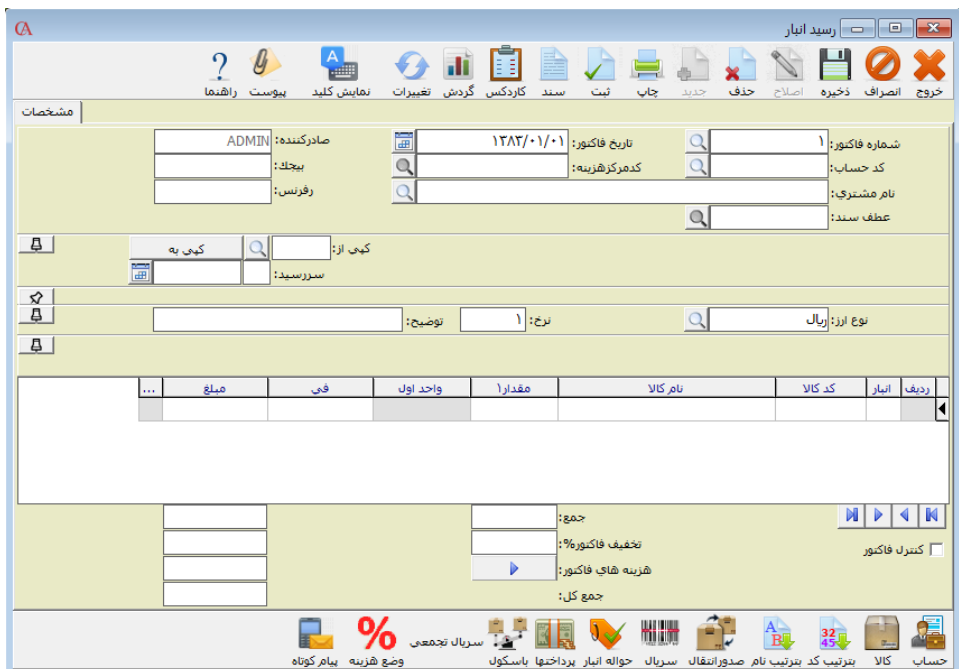 رسید انبار
خروج انصراف ذخیره اصلاح حذف جدید چاپ ثبت سند کاردکس گردش تغییرات نمایش کلید پیوست راهنما
مشخصات
شماره فاکتور: ۱ تاریخ فاکتور: ۱۳۸۳/۰۱/۰۱ صادرکننده: ADMIN
کد حساب: کدمرکزهزینه: بیجك:
نام مشتري: رفرنس:
عطف سند:
کپی از: کپی به
سررسید:
نوع ارز: ریال نرخ: ۱ توضیح:
ردیف انبار کد کالا نام کالا مقدار۱ واحد اول فی مبلغ ...
جمع:
کنترل فاکتور تخفیف فاکتور%:
هزینه هاي فاکتور:
جمع کل:
حساب کالا بترتیب کد بترتیب نام صدورانتقال سریال حواله انبار پرداختها باسکول سریال تجمعی وضع هزینه پیام کوتاه